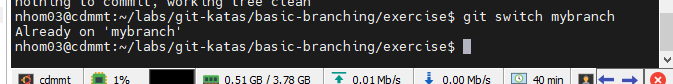 nothing to commit, working tree clean
nhom03@cdmmt:~/labs/git-katas/basic-branching/exercise$ git switch mybranch
Already on 'mybranch'
nhom03@cdmmt:~/labs/git-katas/basic-branching/exercise$
cdmmt 1% 0.51 GB / 3.78 GB 0.01 Mb/s 0.00 Mb/s 40 min